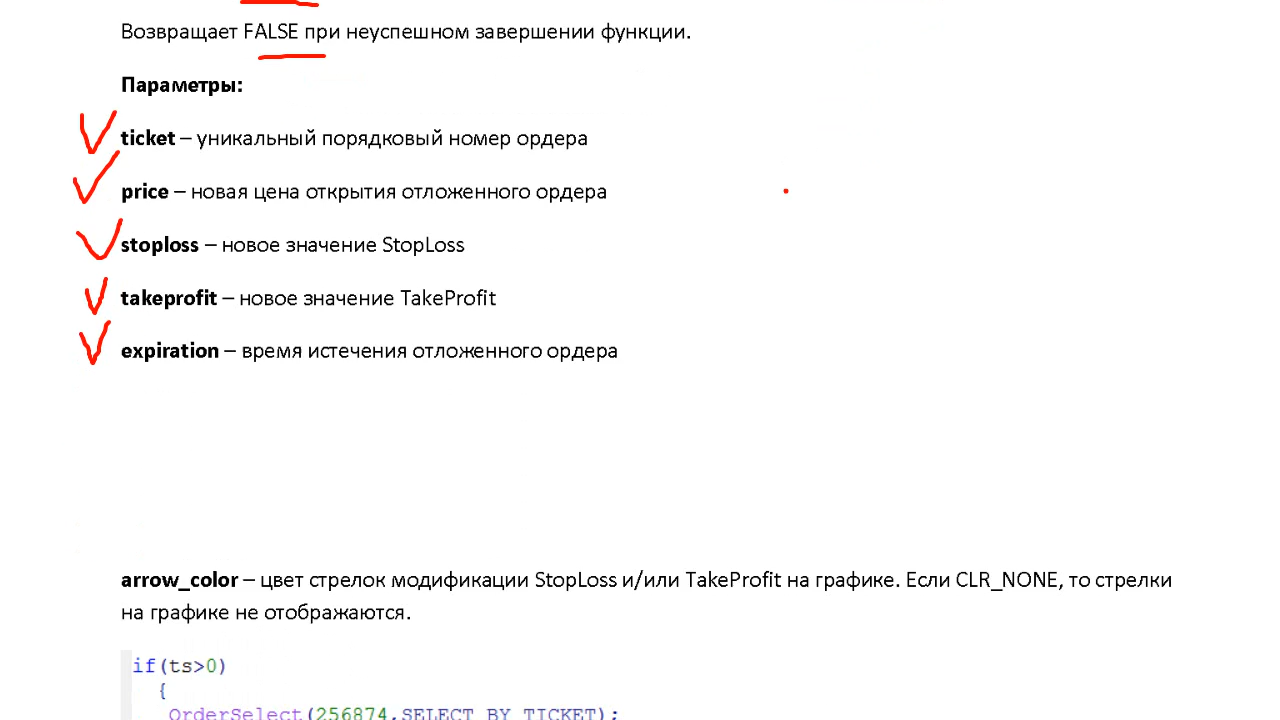 Возвращает FALSE при неуспешном завершении функции.
Параметры:
ticket – уникальный порядковый номер ордера
price – новая цена открытия отложенного ордера
stoploss – новое значение StopLoss
takeprofit – новое значение TakeProfit
expiration – время истечения отложенного ордера
arrow_color – цвет стрелок модификации StopLoss и/или TakeProfit на графике. Если CLR_NONE, то стрелки
на графике не отображаются.
if(ts>0)
{
OrderSelect(256874,SELECT_BY_TICKET);